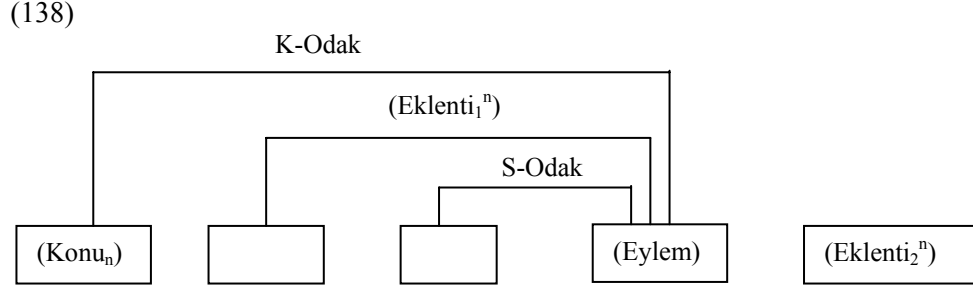 (138)
K-Odak
(Eklenti₁ⁿ)
S-Odak
(Konuₙ)
(Eylem)
(Eklenti₂ⁿ)